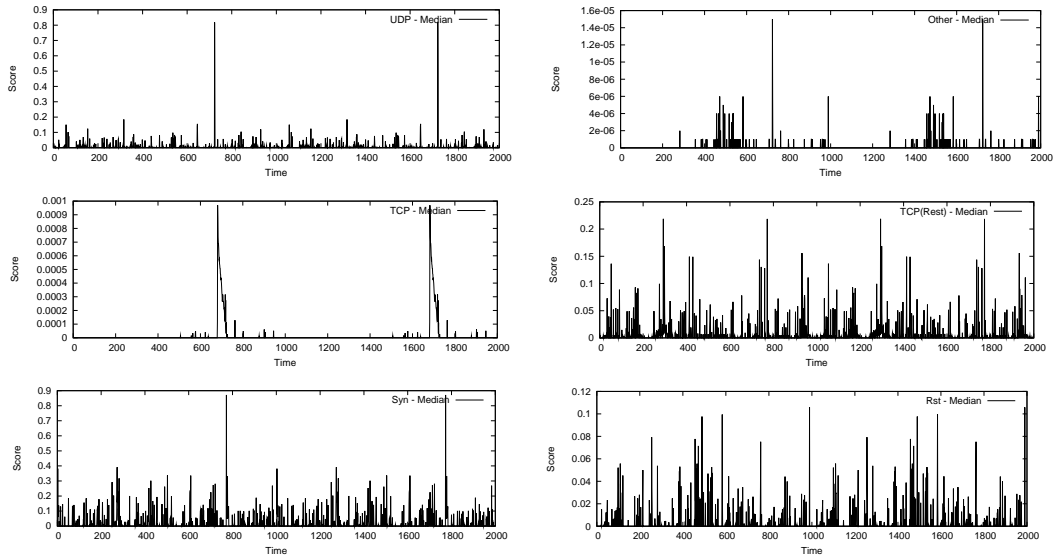 UDP - Median
Score
0.9
0.8
0.7
0.6
0.5
0.4
0.3
0.2
0.1
0
0 200 400 600 800 1000 1200 1400 1600 1800 2000
Time
Other - Median
Score
1.6e-05
1.4e-05
1.2e-05
1e-05
8e-06
6e-06
4e-06
2e-06
0 200 400 600 800 1000 1200 1400 1600 1800 2000
Time
TCP - Median
Score
0.001
0.0009
0.0008
0.0007
0.0006
0.0005
0.0004
0.0003
0.0002
0.0001
0 200 400 600 800 1000 1200 1400 1600 1800 2000
Time
TCP(Rest) - Median
Score
0.25
0.2
0.15
0.1
0.05
0
0 200 400 600 800 1000 1200 1400 1600 1800 2000
Time
Syn - Median
Score
0.9
0.8
0.7
0.6
0.5
0.4
0.3
0.2
0.1
0
0 200 400 600 800 1000 1200 1400 1600 1800 2000
Time
Rst - Median
Score
0.12
0.1
0.08
0.06
0.04
0.02
0
0 200 400 600 800 1000 1200 1400 1600 1800 2000
Time